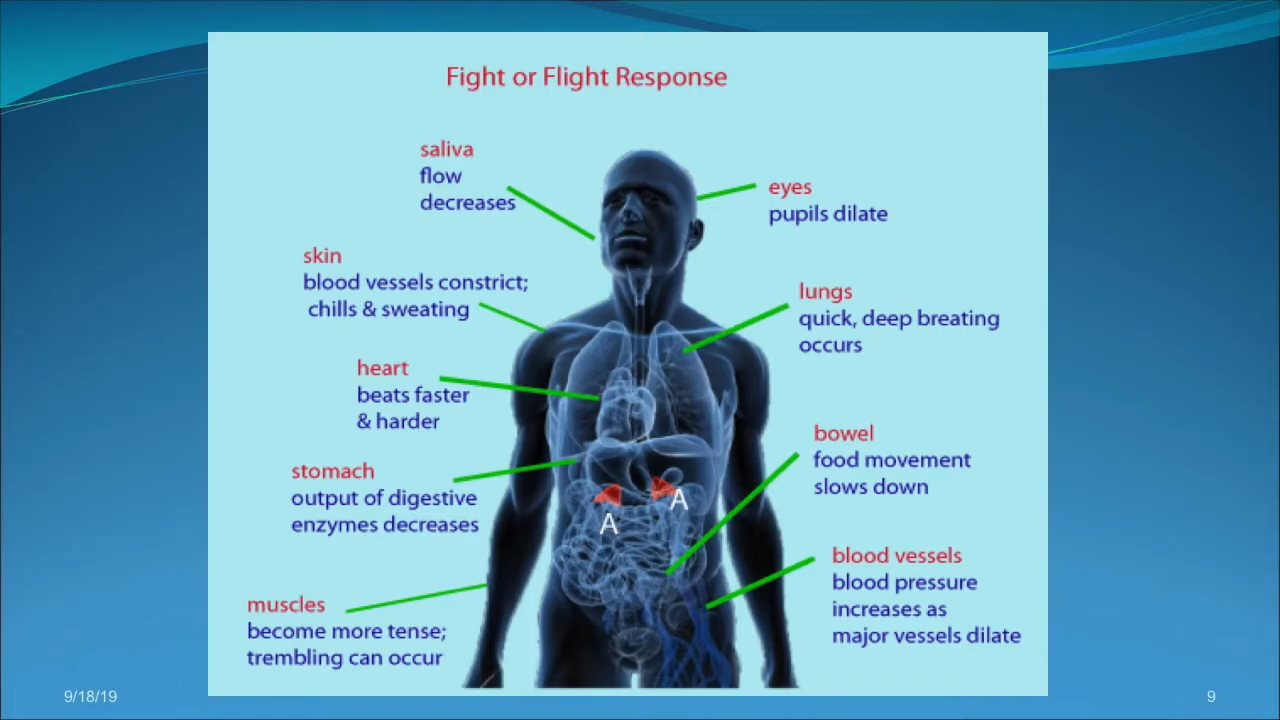 Fight or Flight Response
saliva
flow
decreases
eyes
pupils dilate
skin
blood vessels constrict;
chills & sweating
lungs
quick, deep breating
occurs
heart
beats faster
& harder
bowel
food movement
slows down
stomach
output of digestive
enzymes decreases
A
A
blood vessels
blood pressure
increases as
major vessels dilate
muscles
become more tense;
trembling can occur
9/18/19
9